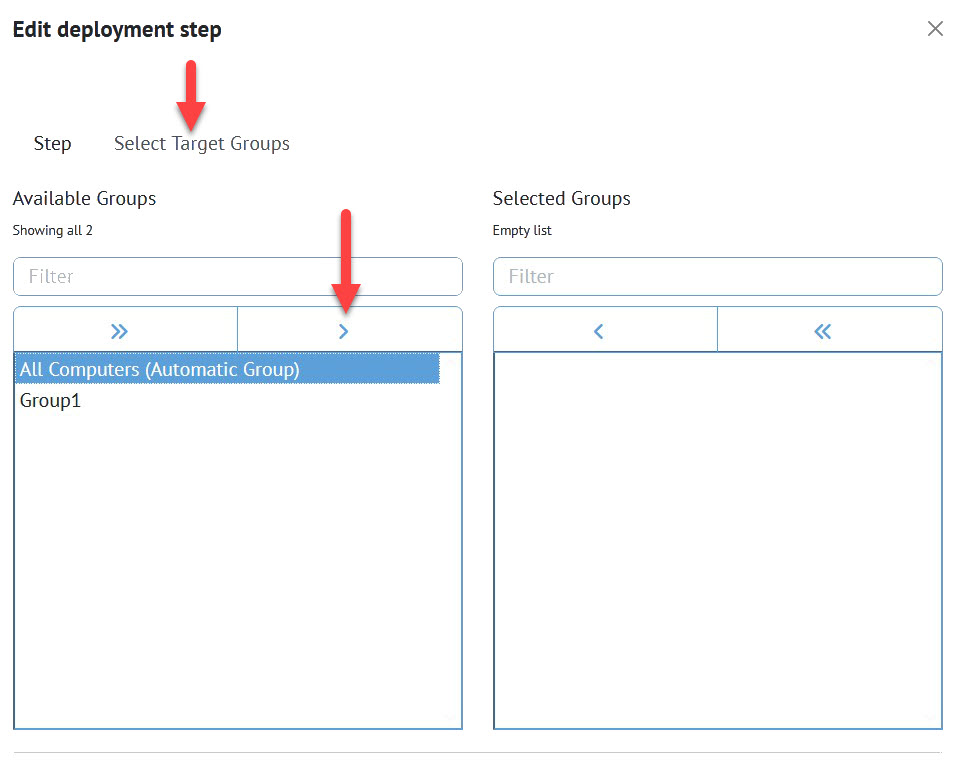 Edit deployment step
Step Select Target Groups
Available Groups
Showing all 2
Filter
All Computers (Automatic Group)
Group1
Selected Groups
Empty list
Filter